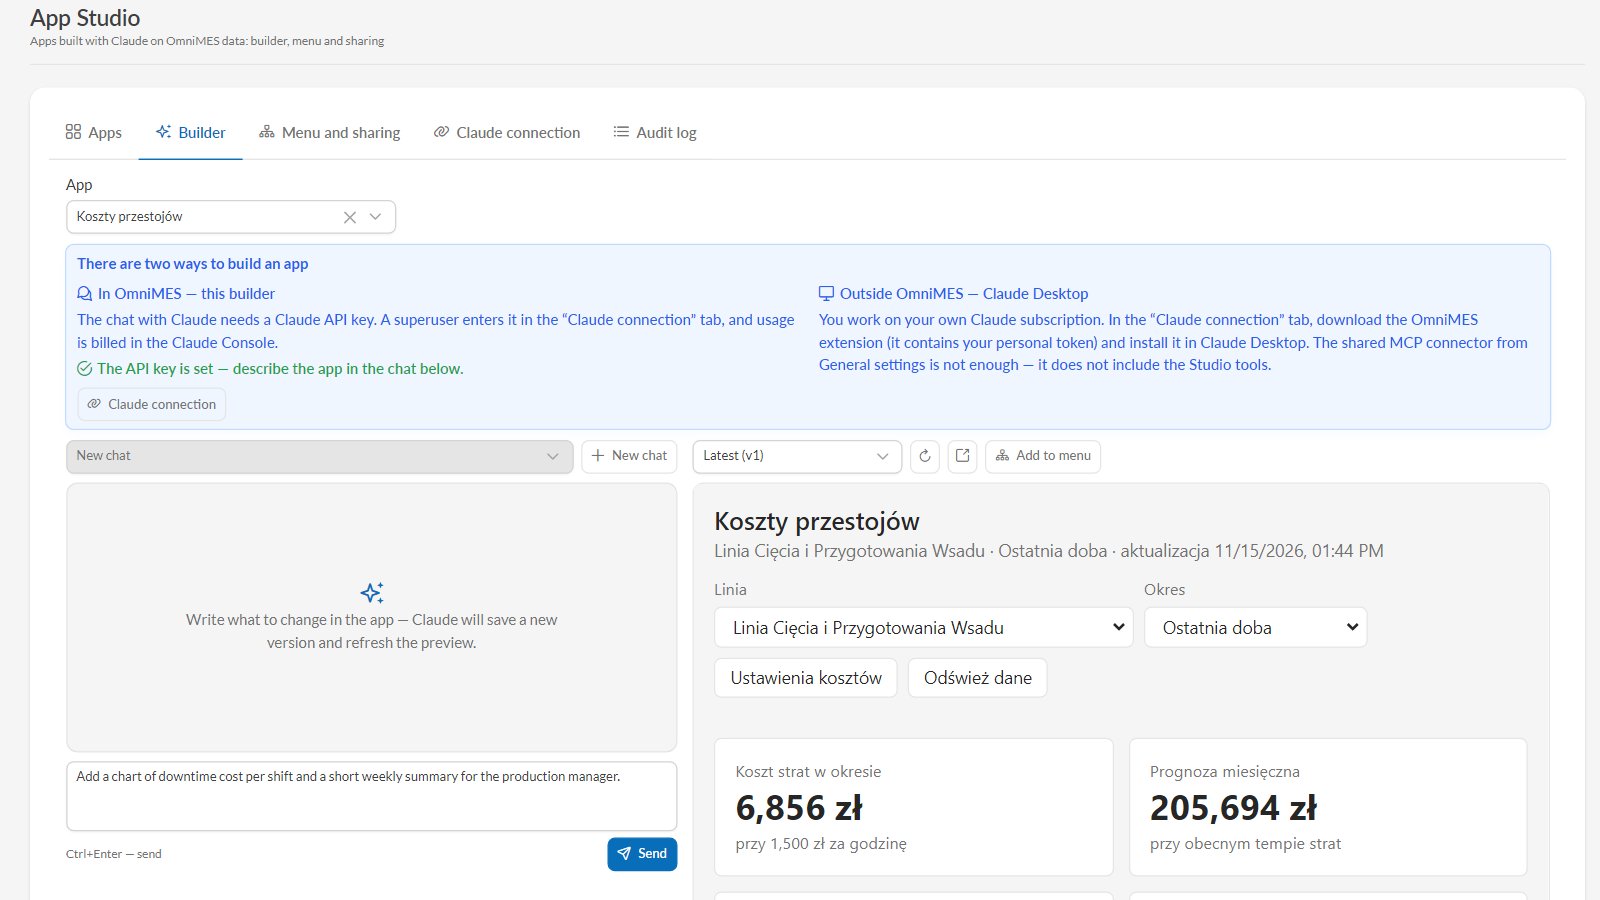 App Studio
Apps built with Claude on OmniMES data: builder, menu and sharing
Apps
Builder
Menu and sharing
Claude connection
Audit log
App
Koszty przestojów
There are two ways to build an app
In OmniMES — this builder
The chat with Claude needs a Claude API key. A superuser enters it in the “Claude connection” tab, and usage
is billed in the Claude Console.
The API key is set — describe the app in the chat below.
Claude connection
Outside OmniMES — Claude Desktop
You work on your own Claude subscription. In the “Claude connection” tab, download the OmniMES
extension (it contains your personal token) and install it in Claude Desktop. The shared MCP connector from
General settings is not enough — it does not include the Studio tools.
New chat
New chat
Latest (v1)
Add to menu
Write what to change in the app — Claude will save a new
version and refresh the preview.
Add a chart of downtime cost per shift and a short weekly summary for the production manager.
Ctrl+Enter — send
Send
Koszty przestojów
Linia Cięcia i Przygotowania Wsadu · Ostatnia doba · aktualizacja 11/15/2026, 01:44 PM
Linia
Okres
Linia Cięcia i Przygotowania Wsadu
Ostatnia doba
Ustawienia kosztów
Odśwież dane
Koszt strat w okresie
6,856 zł
przy 1,500 zł za godzinę
Prognoza miesięczna
205,694 zł
przy obecnym tempie strat